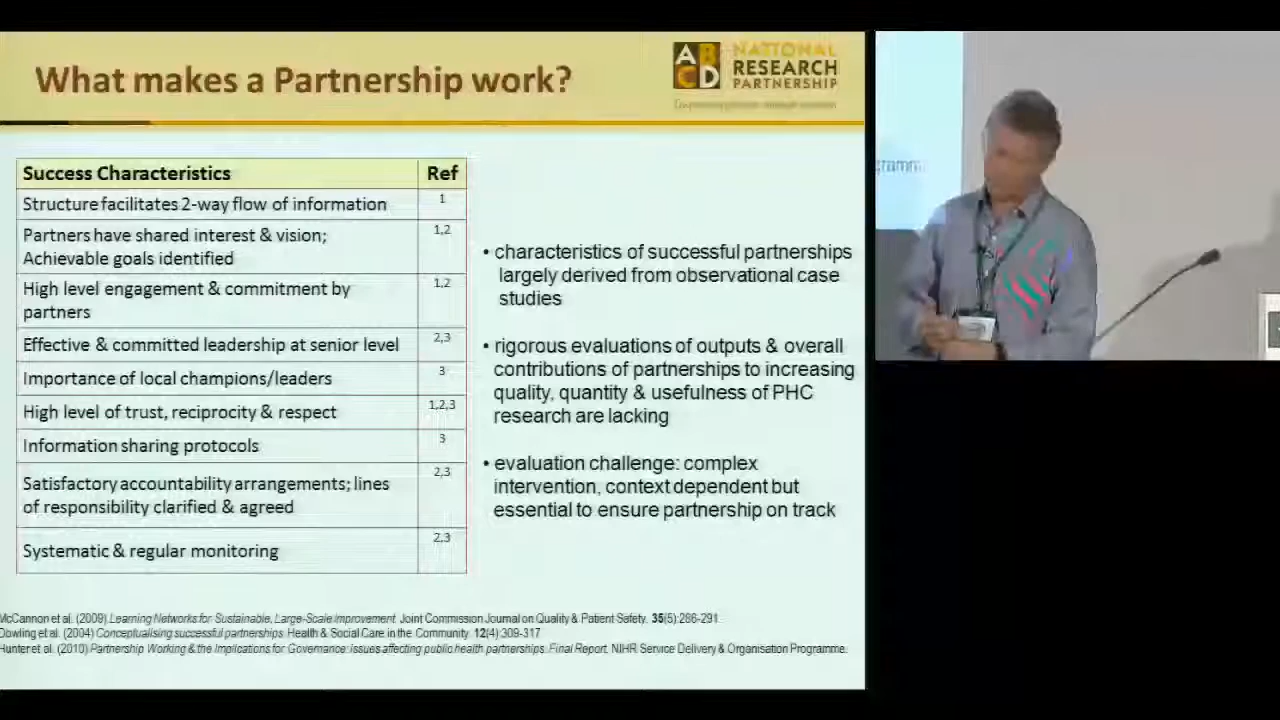 What makes a Partnership work?
ABCD
NATIONAL
RESEARCH
PARTNERSHIP
Success Characteristics Ref
Structure facilitates 2-way flow of information 1
Partners have shared interest & vision; 1,2
Achievable goals identified
High level engagement & commitment by 1,2
partners
Effective & committed leadership at senior level 2,3
Importance of local champions/leaders 3
High level of trust, reciprocity & respect 1,2,3
Information sharing protocols 3
Satisfactory accountability arrangements; lines 2,3
of responsibility clarified & agreed
Systematic & regular monitoring 2,3
• characteristics of successful partnerships
largely derived from observational case
studies
• rigorous evaluations of outputs & overall
contributions of partnerships to increasing
quality, quantity & usefulness of PHC
research are lacking
• evaluation challenge: complex
intervention, context dependent but
essential to ensure partnership on track
McCannon et al. (2009) Learning Networks for Sustainable, Large-Scale Improvement. Joint Commission Journal on Quality & Patient Safety. 35(5):286-291
Dowling et al. (2004) Conceptualising successful partnerships. Health & Social Care in the Community. 12(4):309-317
Hunter et al. (2010) Partnership Working & the Implications for Governance: issues affecting public health partnerships. Final Report. NIHR Service Delivery & Organisation Programme.